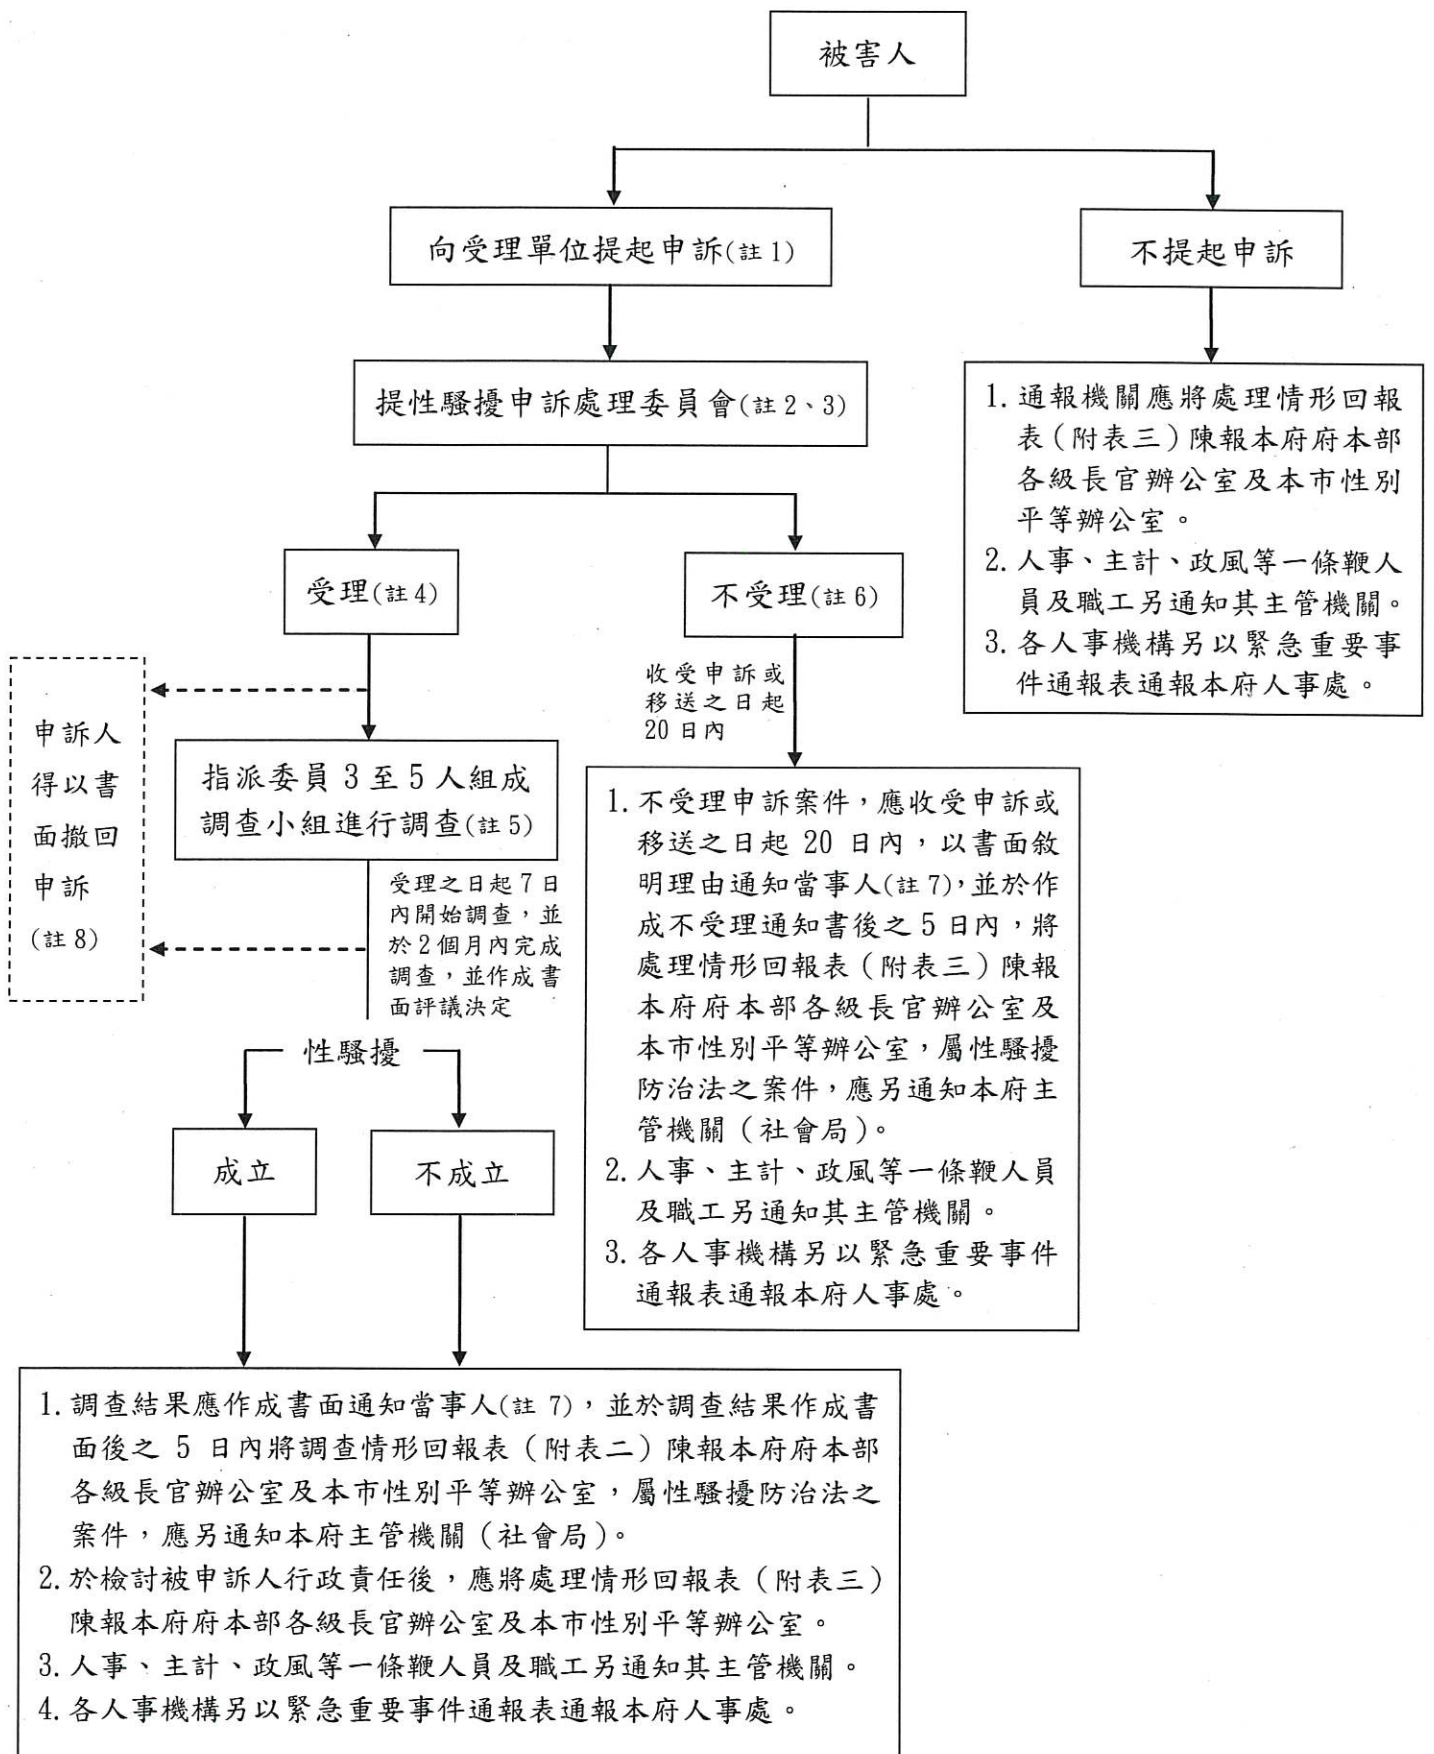 被害人
向受理單位提起申訴(註 1)
不提起申訴
提性騷擾申訴處理委員會(註 2、3)
1. 通報機關應將處理情形回報
表（附表三）陳報本府府本部
各級長官辦公室及本市性別
平等辦公室。
2. 人事、主計、政風等一條鞭人
員及職工另通知其主管機關。
3. 各人事機構另以緊急重要事
件通報表通報本府人事處。
受理(註 4)
不受理(註 6)
收受申訴或
移送之日起
20 日內
申訴人
得以書
面撤回
申訴
(註 8)
指派委員 3 至 5 人組成
調查小組進行調查(註 5)
受理之日起 7 日
內開始調查，並
於 2 個月內完成
調查，並作成書
面評議決定
性騷擾
成立
不成立
1. 不受理申訴案件，應收受申訴或
移送之日起 20 日內，以書面敘
明理由通知當事人(註 7)，並於作
成不受理通知書後之 5 日內，將
處理情形回報表（附表三）陳報
本府府本部各級長官辦公室及
本市性別平等辦公室，屬性騷擾
防治法之案件，應另通知本府主
管機關（社會局）。
2. 人事、主計、政風等一條鞭人員
及職工另通知其主管機關。
3. 各人事機構另以緊急重要事件
通報表通報本府人事處。
1. 調查結果應作成書面通知當事人(註 7)，並於調查結果作成書
面後之 5 日內將調查情形回報表（附表二）陳報本府府本部
各級長官辦公室及本市性別平等辦公室，屬性騷擾防治法之
案件，應另通知本府主管機關（社會局）。
2. 於檢討被申訴人行政責任後，應將處理情形回報表（附表三）
陳報本府府本部各級長官辦公室及本市性別平等辦公室。
3. 人事、主計、政風等一條鞭人員及職工另通知其主管機關。
4. 各人事機構另以緊急重要事件通報表通報本府人事處。